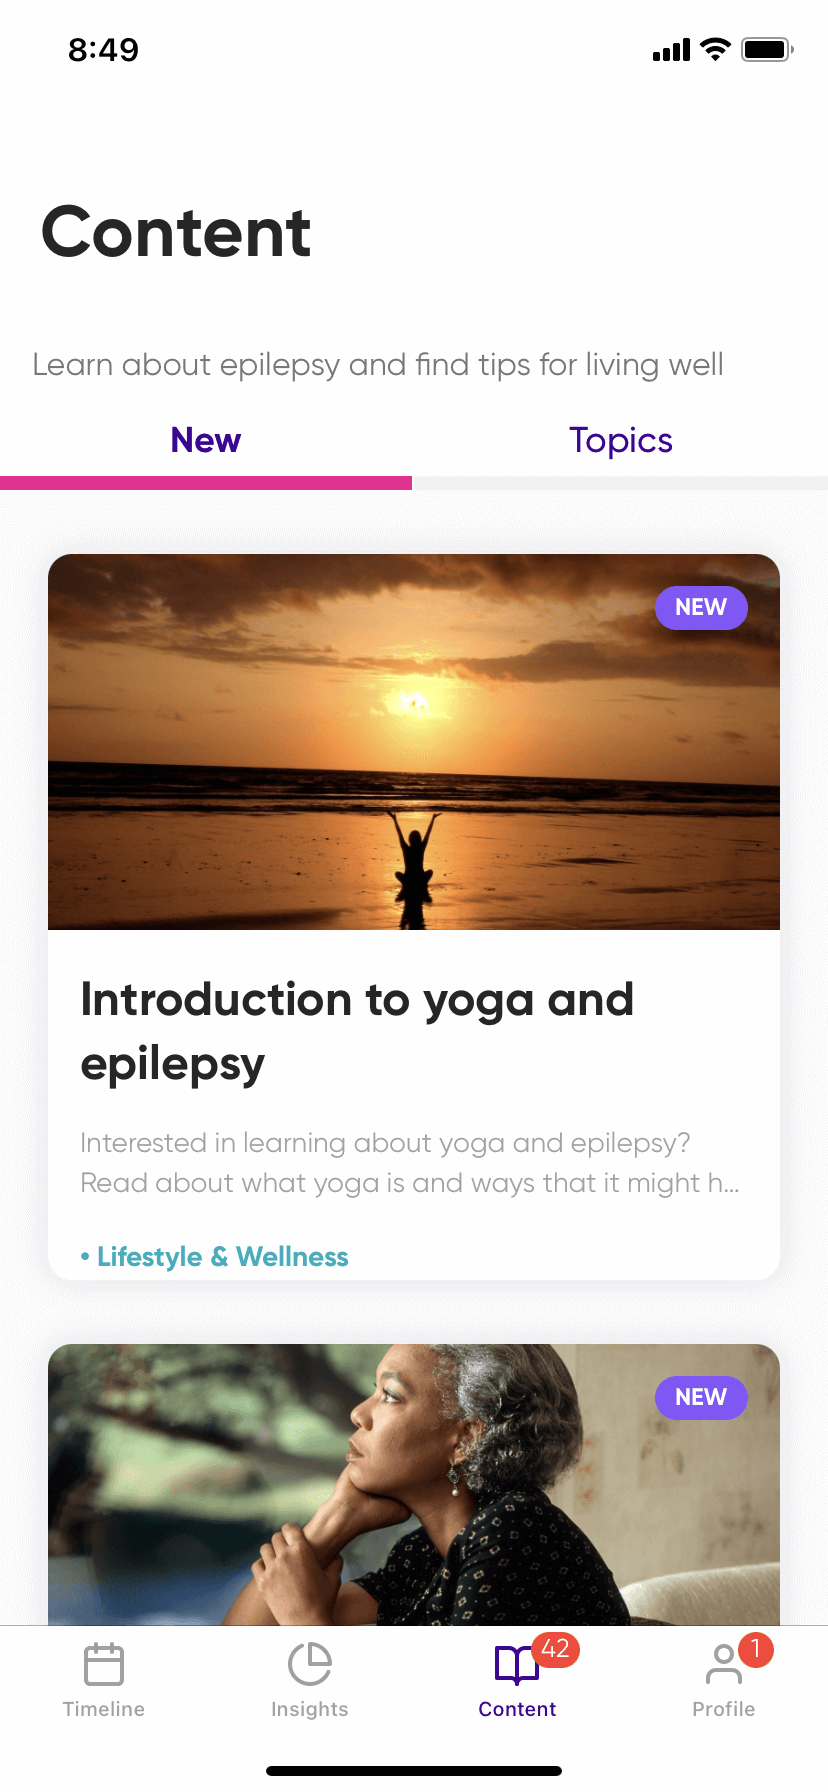 8:49
Content
Learn about epilepsy and find tips for living well
New
Topics
NEW
Introduction to yoga and
epilepsy
Interested in learning about yoga and epilepsy?
Read about what yoga is and ways that it might h...
• Lifestyle & Wellness
NEW
42
1
Timeline
Insights
Content
Profile